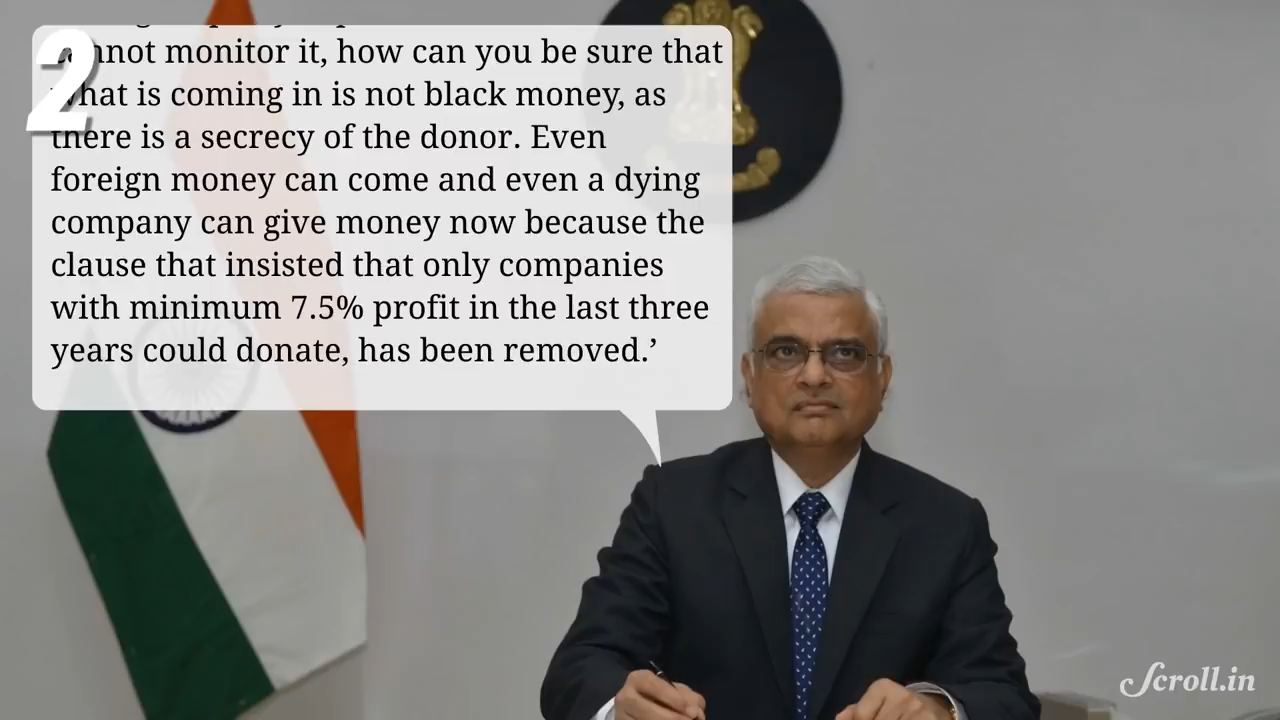 2
cannot monitor it, how can you be sure that
what is coming in is not black money, as
there is a secrecy of the donor. Even
foreign money can come and even a dying
company can give money now because the
clause that insisted that only companies
with minimum 7.5% profit in the last three
years could donate, has been removed.’
Scroll.in